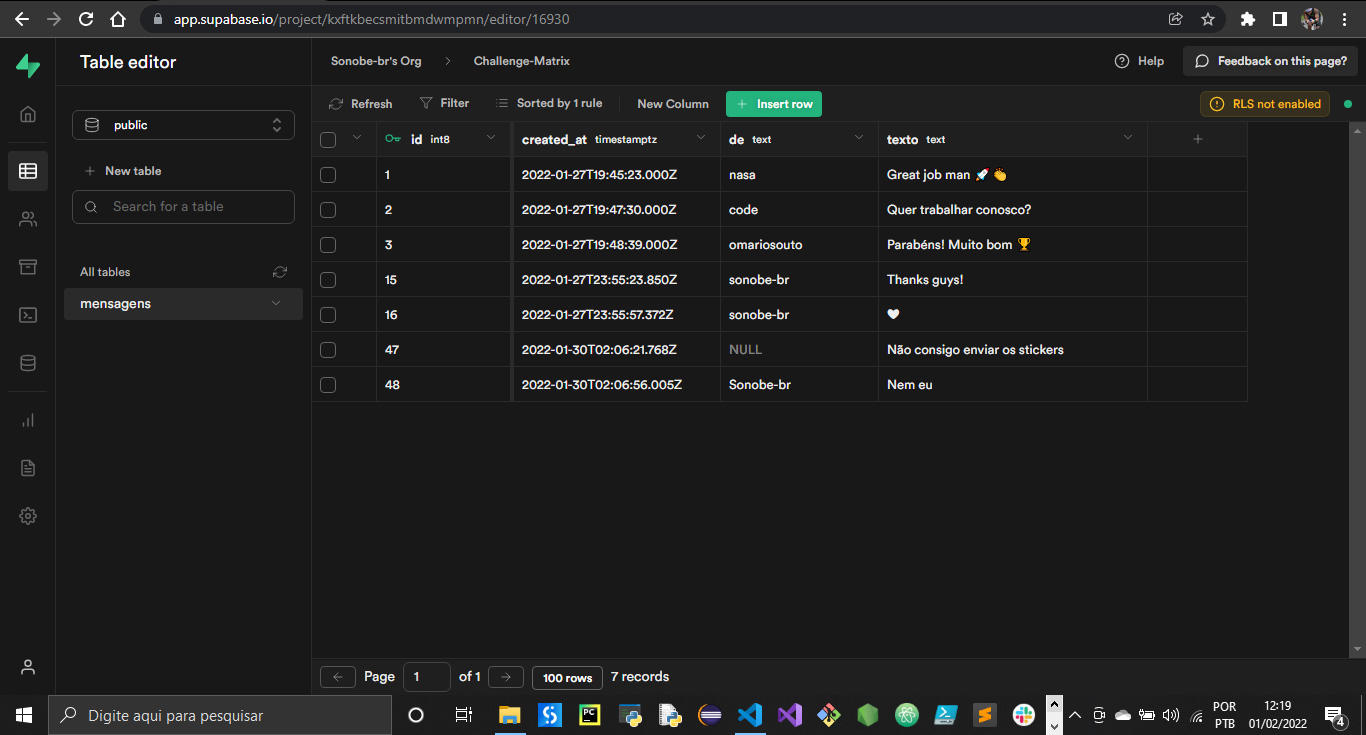 app.supabase.io/project/kxftkbecsmitbmdwmpmn/editor/16930
Table editor
Sonobe-br's Org > Challenge-Matrix
Help
Feedback on this page?
public
New table
Search for a table
All tables
mensagens
Refresh Filter Sorted by 1 rule New Column + Insert row RLS not enabled
id int8 created_at timestamptz de text texto text +
1 2022-01-27T19:45:23.000Z nasa Great job man 🚀 👏
2 2022-01-27T19:47:30.000Z code Quer trabalhar conosco?
3 2022-01-27T19:48:39.000Z omariosouto Parabéns! Muito bom 🏆
15 2022-01-27T23:55:23.850Z sonobe-br Thanks guys!
16 2022-01-27T23:55:57.372Z sonobe-br 🤍
47 2022-01-30T02:06:21.768Z NULL Não consigo enviar os stickers
48 2022-01-30T02:06:56.005Z Sonobe-br Nem eu
Page 1 of 1 100 rows 7 records
Digite aqui para pesquisar
PC
POR
PTB
12:19
01/02/2022
4